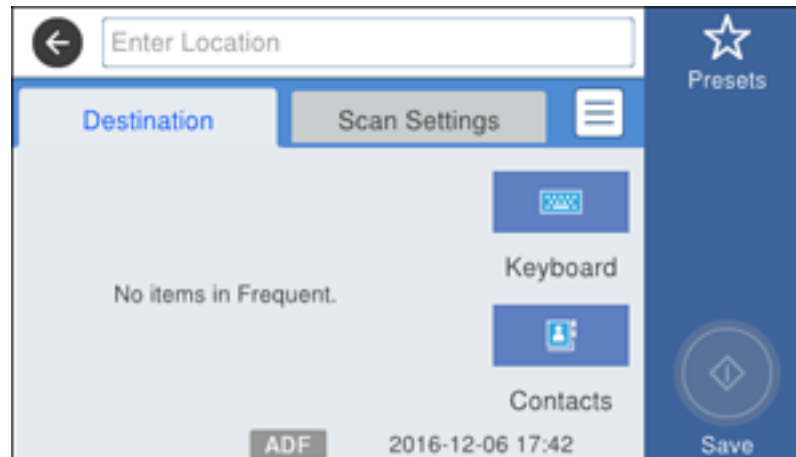 Enter Location
Presets
Destination
Scan Settings
Keyboard
No items in Frequent.
Contacts
ADF
2016-12-06 17:42
Save